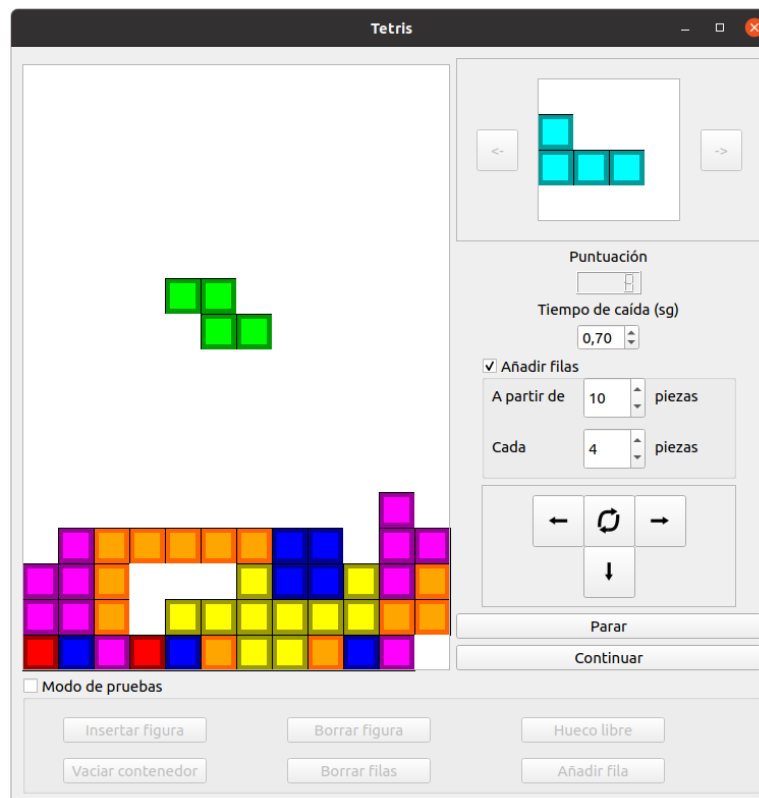 Tetris
<- ->
Puntuación
8
Tiempo de caída (sg)
0,70
Añadir filas
A partir de 10 piezas
Cada 4 piezas
Parar
Continuar
Modo de pruebas
Insertar figura Borrar figura Hueco libre
Vaciar contenedor Borrar filas Añadir fila